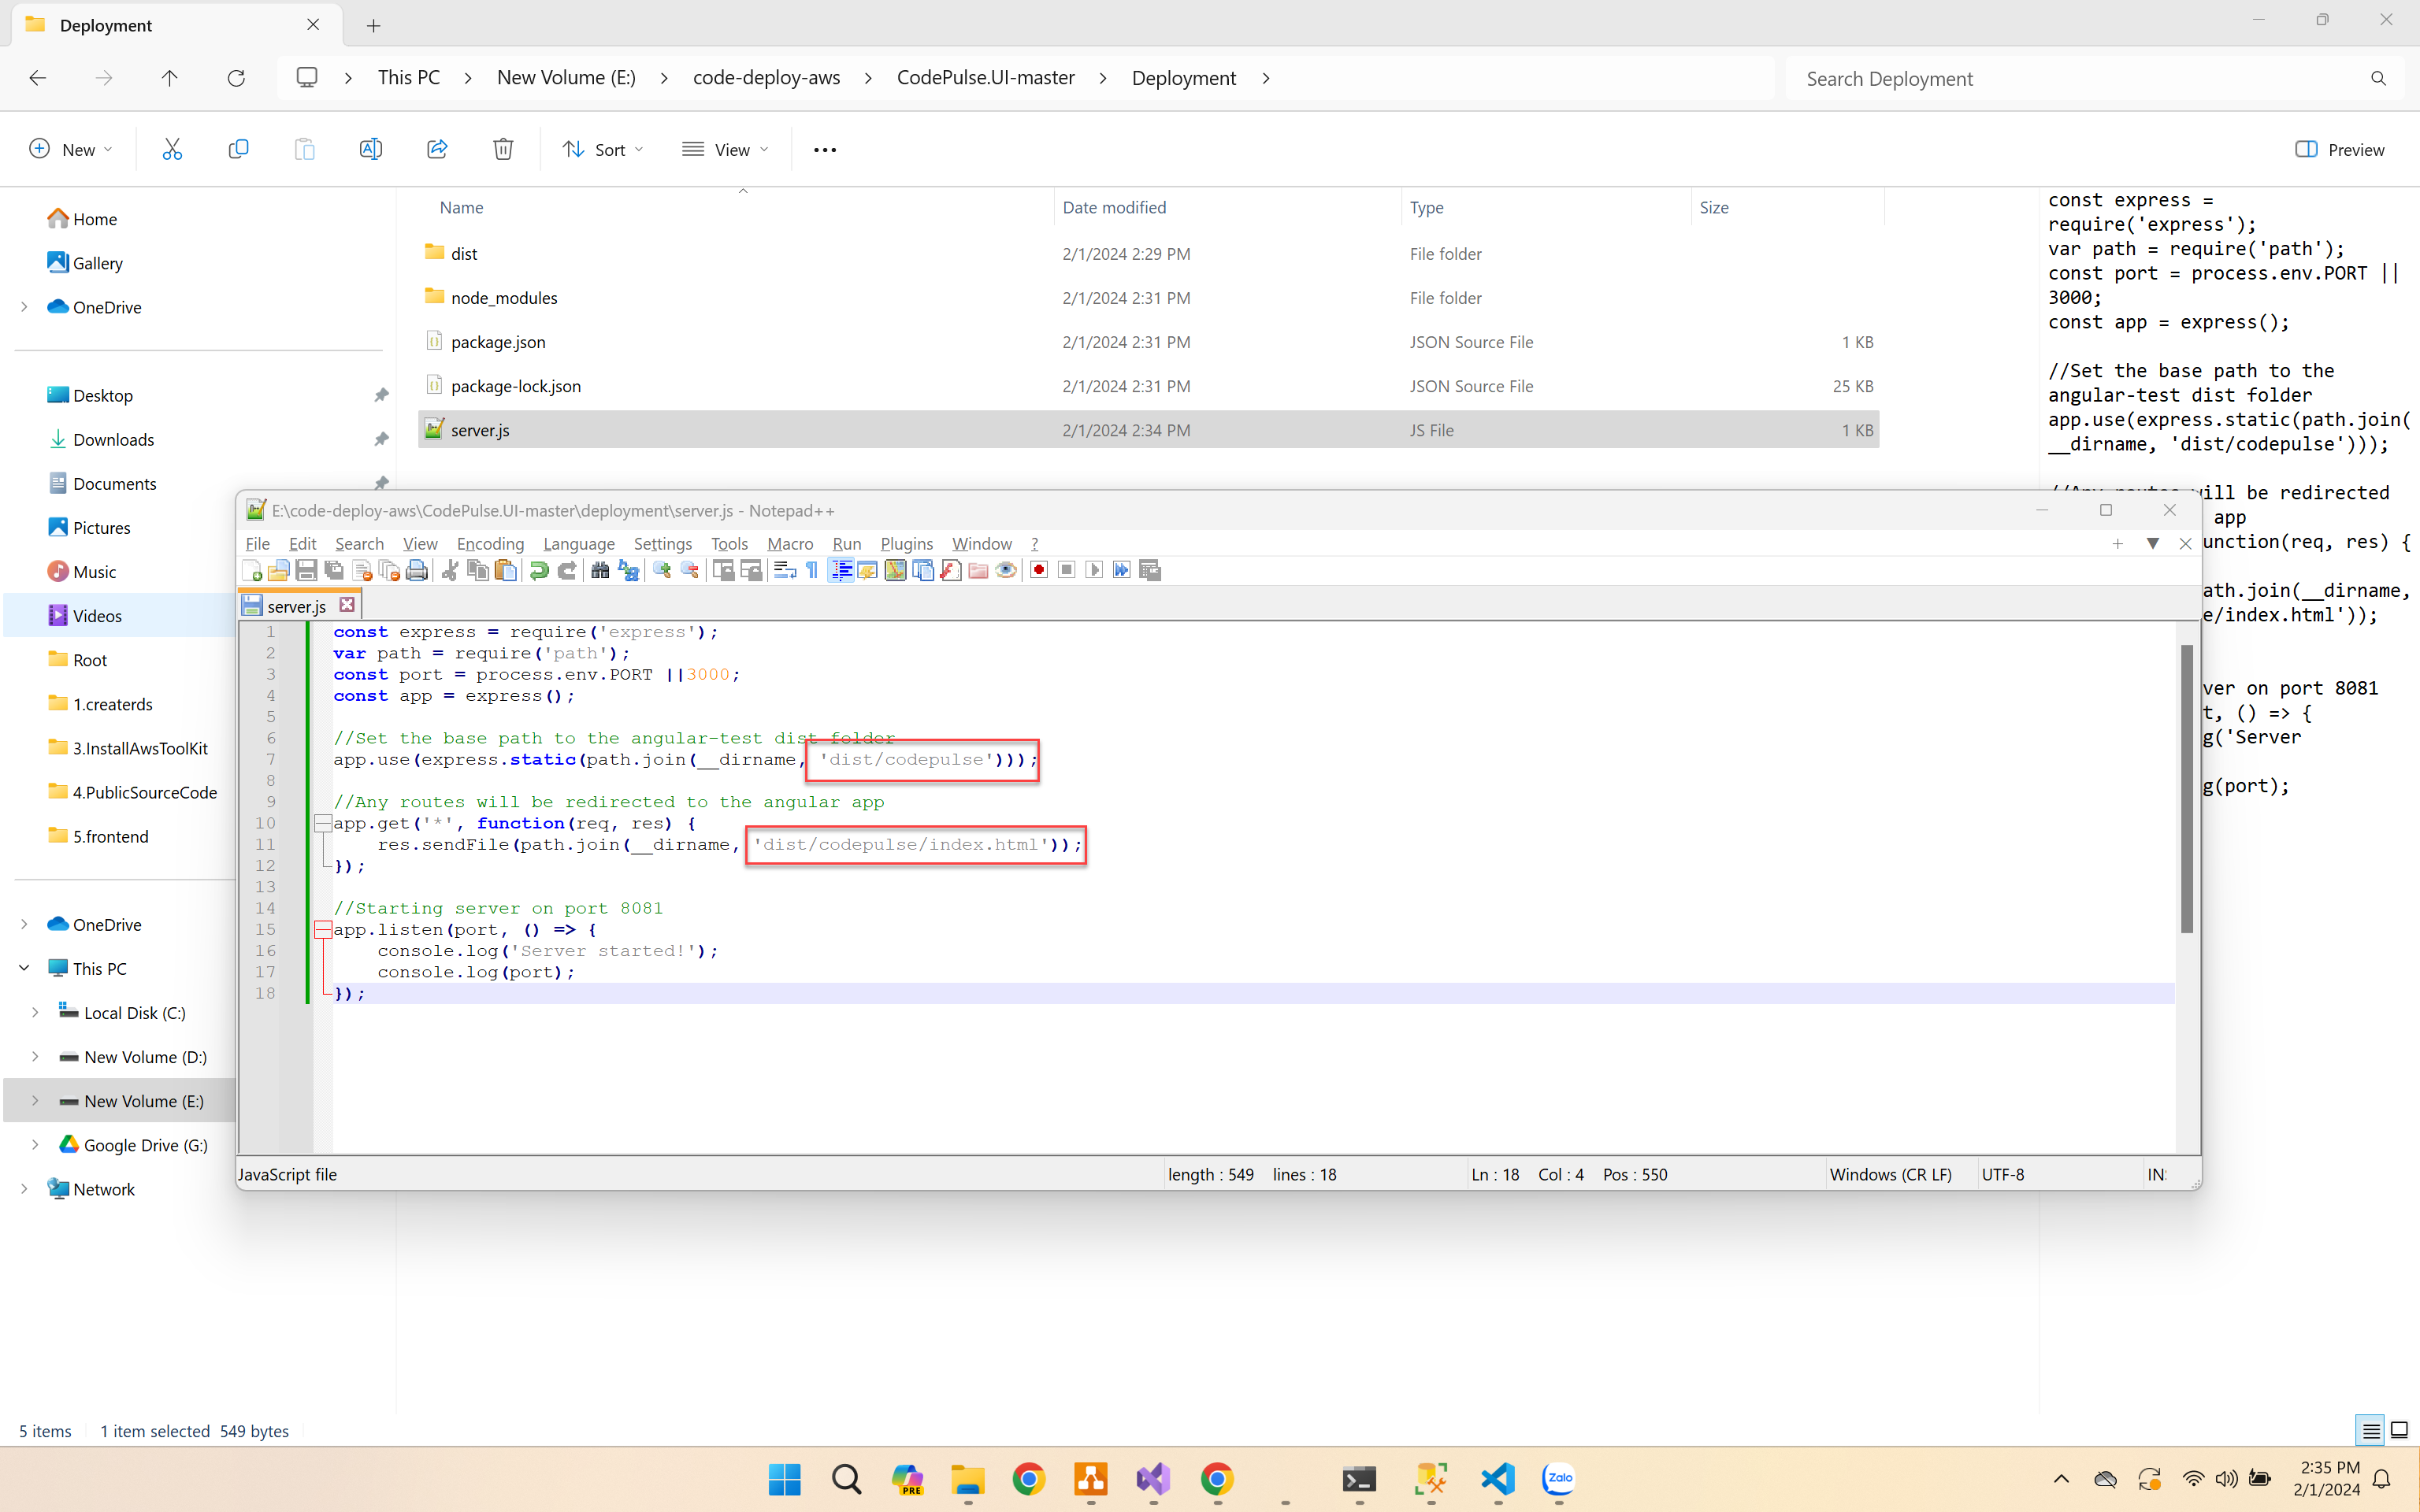 Deployment
This PC
New Volume (E:)
code-deploy-aws
CodePulse.UI-master
Deployment
Search Deployment
New
Sort
View
Preview
Home
Gallery
OneDrive
Desktop
Downloads
Documents
Pictures
Music
Videos
Root
1.createrds
3.InstallAwsToolKit
4.PublicSourceCode
5.frontend
OneDrive
This PC
Local Disk (C:)
New Volume (D:)
New Volume (E:)
Google Drive (G:)
Network
Name Date modified Type Size
dist 2/1/2024 2:29 PM File folder
node_modules 2/1/2024 2:31 PM File folder
package.json 2/1/2024 2:31 PM JSON Source File 1 KB
package-lock.json 2/1/2024 2:31 PM JSON Source File 25 KB
server.js 2/1/2024 2:34 PM JS File 1 KB
const express =
require('express');
var path = require('path');
const port = process.env.PORT ||
3000;
const app = express();
//Set the base path to the
angular-test dist folder
app.use(express.static(path.join(
__dirname, 'dist/codepulse')));
//Any routes will be redirected
app
unction(req, res) {
ath.join(__dirname,
e/index.html'));
ver on port 8081
t, () => {
g('Server
g(port);
E:\code-deploy-aws\CodePulse.UI-master\deployment\server.js - Notepad++
File Edit Search View Encoding Language Settings Tools Macro Run Plugins Window ?
server.js
1 const express = require('express');
2 var path = require('path');
3 const port = process.env.PORT ||3000;
4 const app = express();
5
6 //Set the base path to the angular-test dist folder
7 app.use(express.static(path.join(__dirname, 'dist/codepulse')));
8
9 //Any routes will be redirected to the angular app
10 app.get('*', function(req, res) {
11 res.sendFile(path.join(__dirname, 'dist/codepulse/index.html'));
12 });
13
14 //Starting server on port 8081
15 app.listen(port, () => {
16 console.log('Server started!');
17 console.log(port);
18 });
JavaScript file length : 549 lines : 18 Ln : 18 Col : 4 Pos : 550 Windows (CR LF) UTF-8 IN
5 items 1 item selected 549 bytes
PRE
Zalo
2:35 PM
2/1/2024